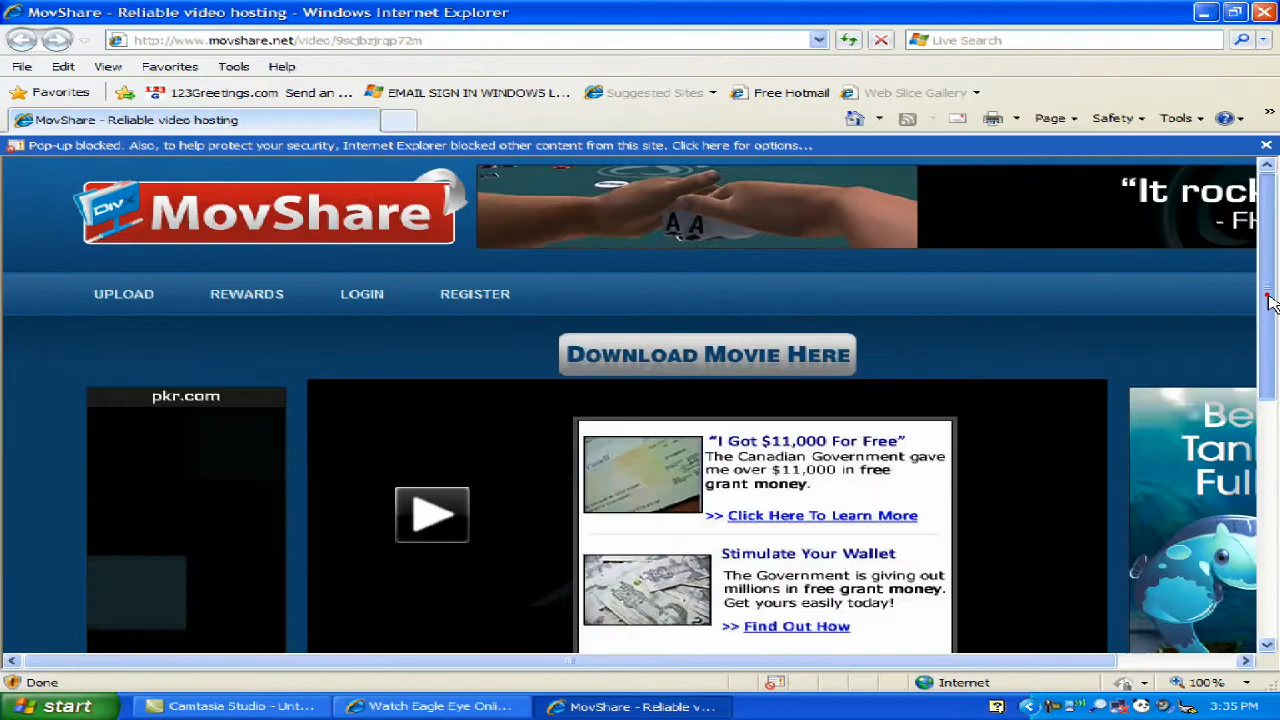 MovShare - Reliable video hosting - Windows Internet Explorer
http://www.movshare.net/video/9scjbzjrqp72m
Live Search
File Edit View Favorites Tools Help
Favorites 123Greetings.com Send an ... EMAIL SIGN IN WINDOWS L... Suggested Sites Free Hotmail Web Slice Gallery
MovShare - Reliable video hosting
Page Safety Tools
Pop-up blocked. Also, to help protect your security, Internet Explorer blocked other content from this site. Click here for options...
DIVX MovShare
“It rock
- FH
UPLOAD REWARDS LOGIN REGISTER
DOWNLOAD MOVIE HERE
pkr.com
“I Got $11,000 For Free”
The Canadian Government gave
me over $11,000 in free
grant money.
>> Click Here To Learn More
Stimulate Your Wallet
The Government is giving out
millions in free grant money.
Get yours easily today!
>> Find Out How
Be
Tan
Ful
Done
Internet
100%
start
Camtasia Studio - Unt...
Watch Eagle Eye Onli...
MovShare - Reliable v...
3:35 PM